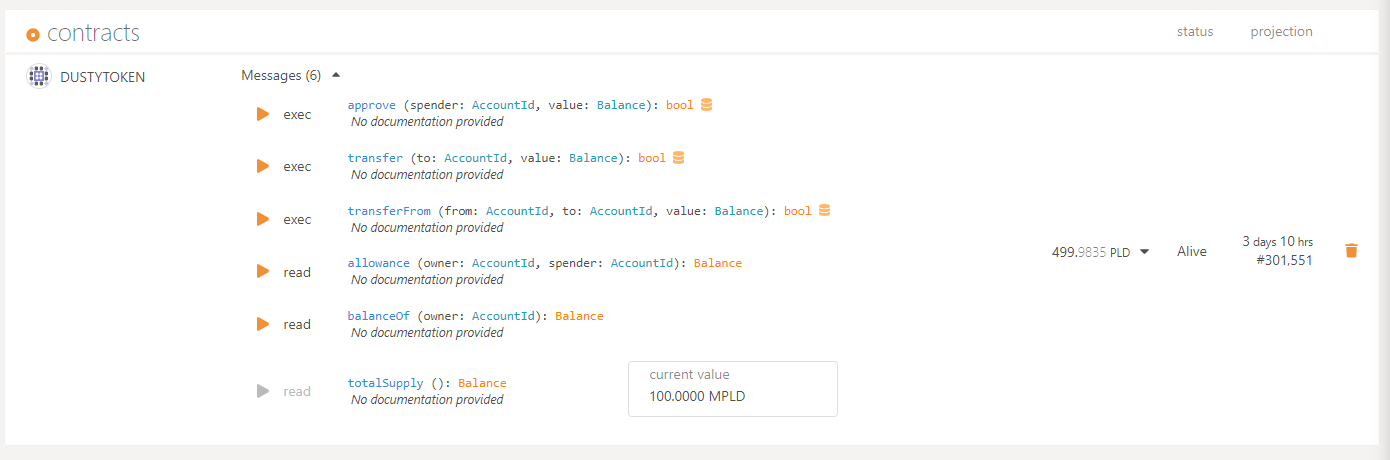 contracts
status projection
DUSTYTOKEN
Messages (6)
exec approve (spender: AccountId, value: Balance): bool
No documentation provided
exec transfer (to: AccountId, value: Balance): bool
No documentation provided
exec transferFrom (from: AccountId, to: AccountId, value: Balance): bool
No documentation provided
499.9835 PLD Alive 3 days 10 hrs
#301,551
read allowance (owner: AccountId, spender: AccountId): Balance
No documentation provided
read balanceOf (owner: AccountId): Balance
No documentation provided
read totalSupply (): Balance
No documentation provided
current value
100.0000 MPLD